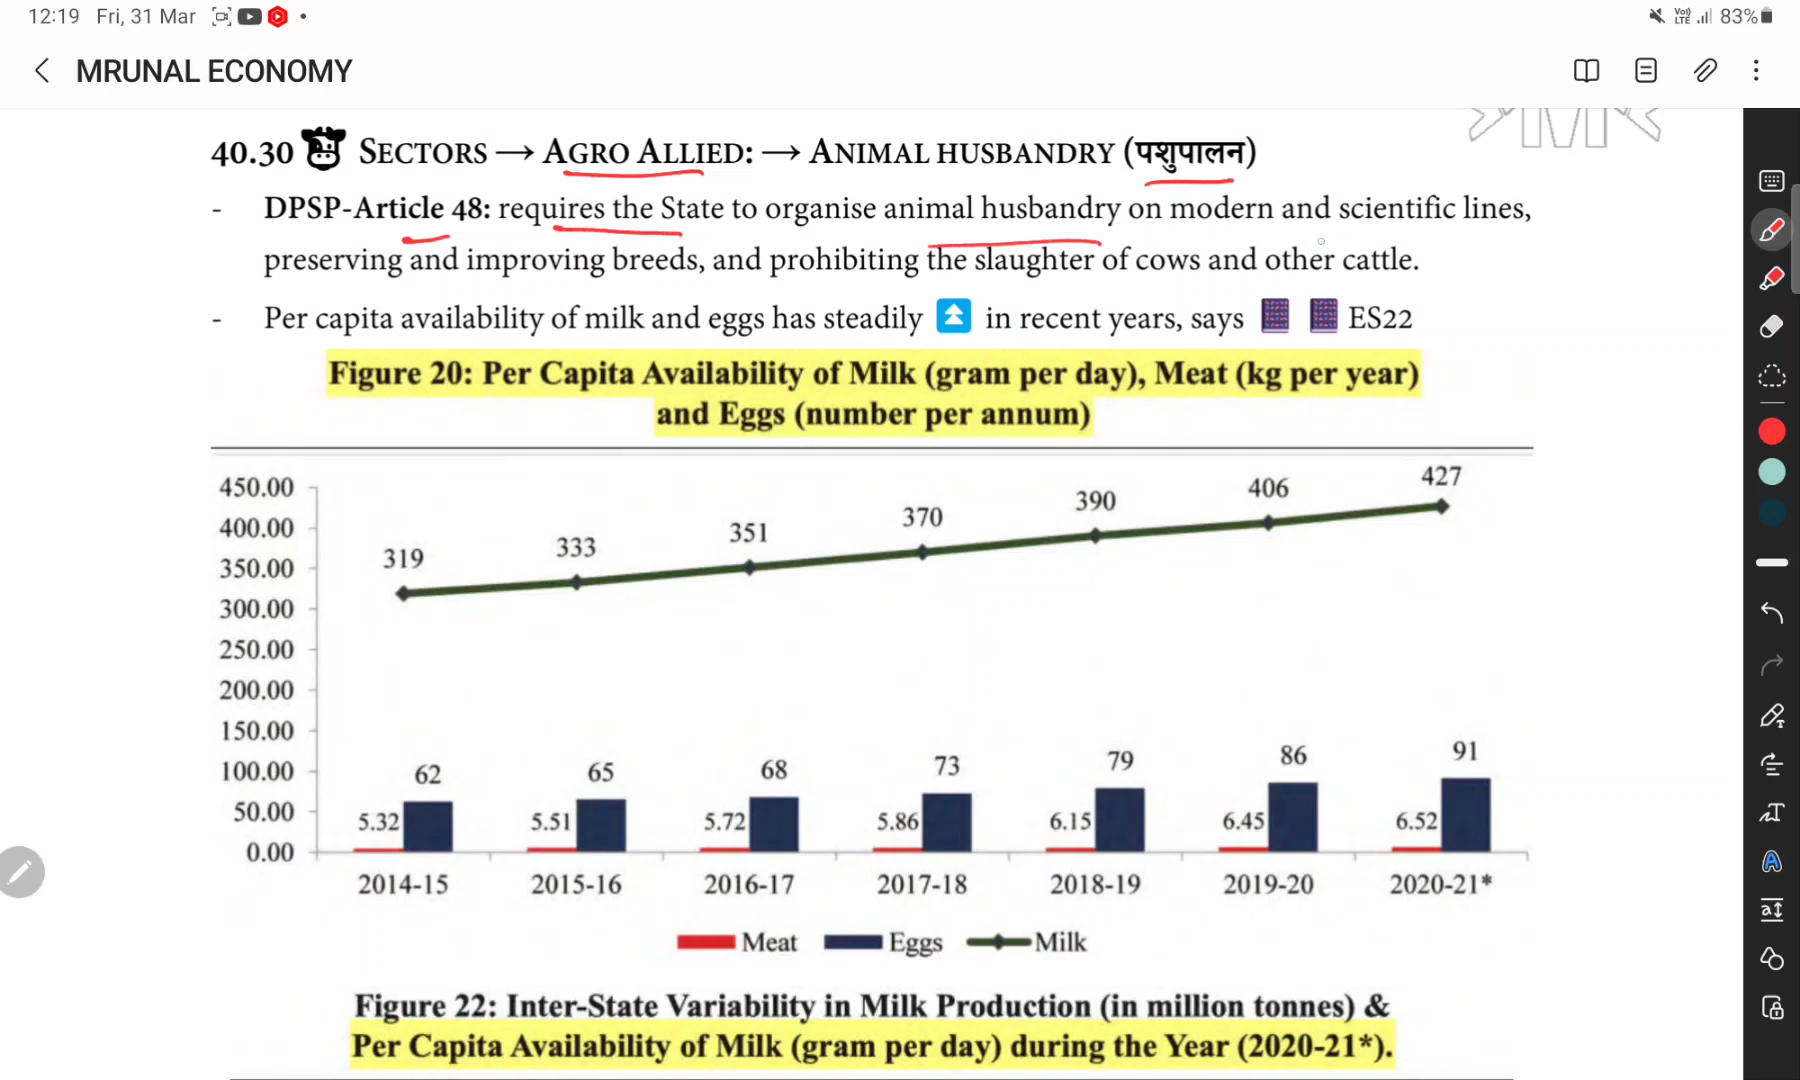 12:19 Fri, 31 Mar
Vo) LTE 83%
MRUNAL ECONOMY
40.30 SECTORS → AGRO ALLIED: → ANIMAL HUSBANDRY (पशुपालन)
- DPSP-Article 48: requires the State to organise animal husbandry on modern and scientific lines,
preserving and improving breeds, and prohibiting the slaughter of cows and other cattle.
- Per capita availability of milk and eggs has steadily in recent years, says ES22
Figure 20: Per Capita Availability of Milk (gram per day), Meat (kg per year)
and Eggs (number per annum)
450.00
400.00
350.00
300.00
250.00
200.00
150.00
100.00
50.00
0.00
319 333 351 370 390 406 427
62 65 68 73 79 86 91
5.32 5.51 5.72 5.86 6.15 6.45 6.52
2014-15 2015-16 2016-17 2017-18 2018-19 2019-20 2020-21*
Meat Eggs Milk
Figure 22: Inter-State Variability in Milk Production (in million tonnes) &
Per Capita Availability of Milk (gram per day) during the Year (2020-21*).